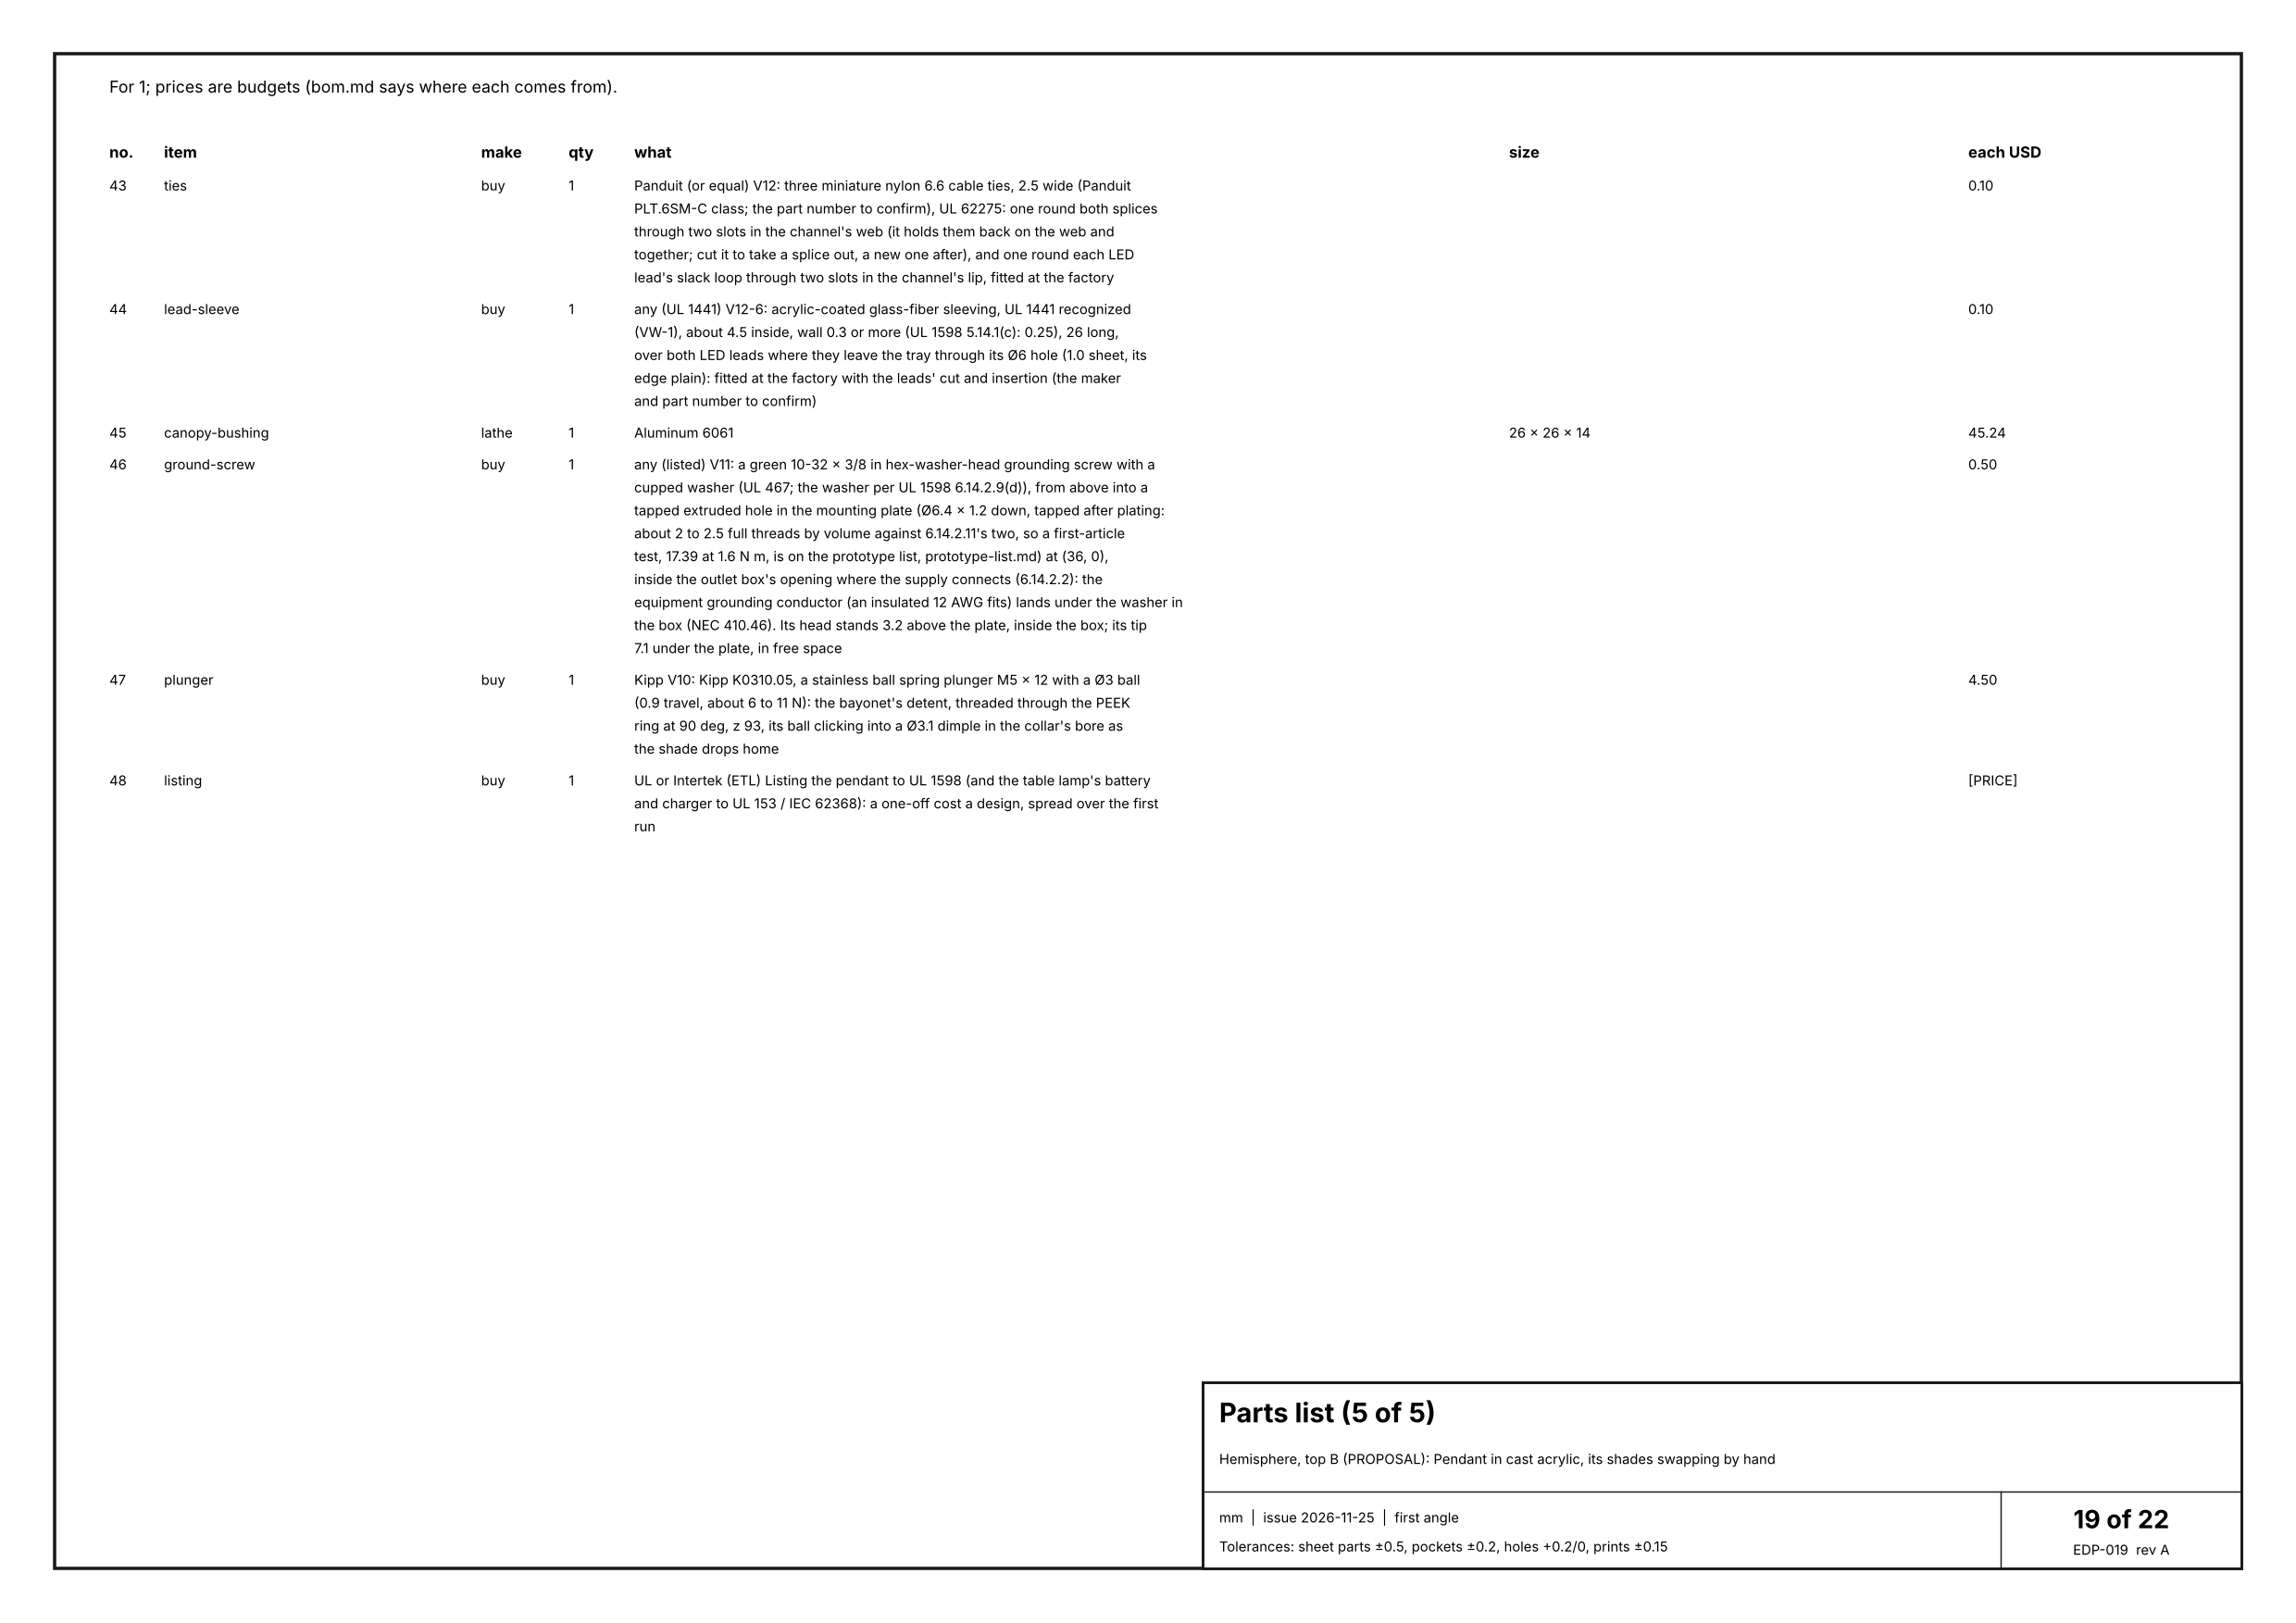 For 1; prices are budgets (bom.md says where each comes from).
no. item make qty what size each USD
43 ties buy 1 Panduit (or equal) V12: three miniature nylon 6.6 cable ties, 2.5 wide (Panduit 0.10
PLT.6SM-C class; the part number to confirm), UL 62275: one round both splices
through two slots in the channel's web (it holds them back on the web and
together; cut it to take a splice out, a new one after), and one round each LED
lead's slack loop through two slots in the channel's lip, fitted at the factory
44 lead-sleeve buy 1 any (UL 1441) V12-6: acrylic-coated glass-fiber sleeving, UL 1441 recognized 0.10
(VW-1), about 4.5 inside, wall 0.3 or more (UL 1598 5.14.1(c): 0.25), 26 long,
over both LED leads where they leave the tray through its Ø6 hole (1.0 sheet, its
edge plain): fitted at the factory with the leads' cut and insertion (the maker
and part number to confirm)
45 canopy-bushing lathe 1 Aluminum 6061 26 × 26 × 14 45.24
46 ground-screw buy 1 any (listed) V11: a green 10-32 × 3/8 in hex-washer-head grounding screw with a 0.50
cupped washer (UL 467; the washer per UL 1598 6.14.2.9(d)), from above into a
tapped extruded hole in the mounting plate (Ø6.4 × 1.2 down, tapped after plating:
about 2 to 2.5 full threads by volume against 6.14.2.11's two, so a first-article
test, 17.39 at 1.6 N m, is on the prototype list, prototype-list.md) at (36, 0),
inside the outlet box's opening where the supply connects (6.14.2.2): the
equipment grounding conductor (an insulated 12 AWG fits) lands under the washer in
the box (NEC 410.46). Its head stands 3.2 above the plate, inside the box; its tip
7.1 under the plate, in free space
47 plunger buy 1 Kipp V10: Kipp K0310.05, a stainless ball spring plunger M5 × 12 with a Ø3 ball 4.50
(0.9 travel, about 6 to 11 N): the bayonet's detent, threaded through the PEEK
ring at 90 deg, z 93, its ball clicking into a Ø3.1 dimple in the collar's bore as
the shade drops home
48 listing buy 1 UL or Intertek (ETL) Listing the pendant to UL 1598 (and the table lamp's battery [PRICE]
and charger to UL 153 / IEC 62368): a one-off cost a design, spread over the first
run
Parts list (5 of 5)
Hemisphere, top B (PROPOSAL): Pendant in cast acrylic, its shades swapping by hand
mm | issue 2026-11-25 | first angle
Tolerances: sheet parts ±0.5, pockets ±0.2, holes +0.2/0, prints ±0.15
19 of 22
EDP-019 rev A